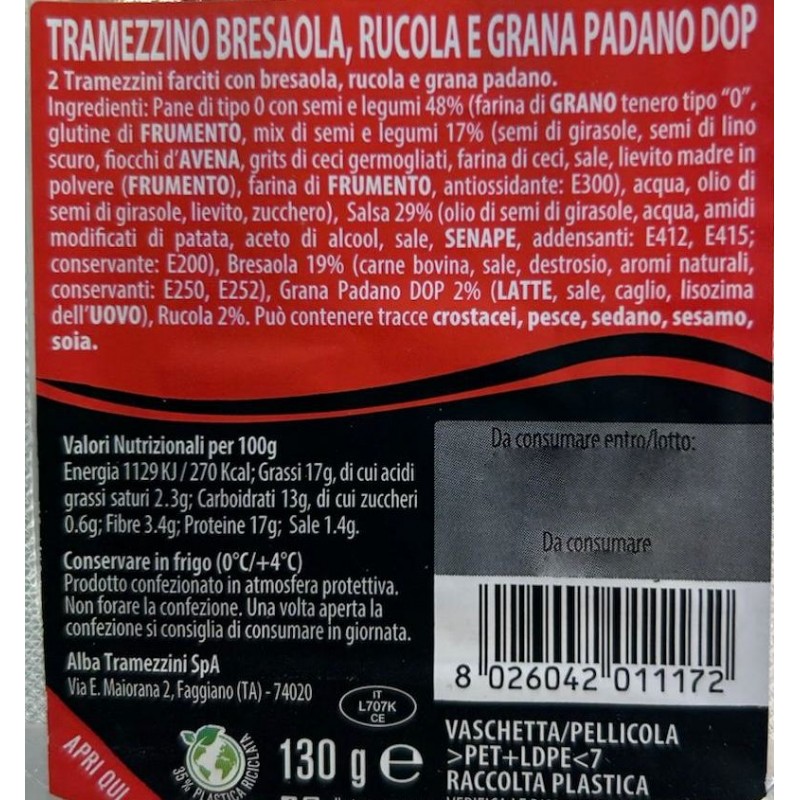 TRAMEZZINO BRESAOLA, RUCOLA E GRANA PADANO DOP
2 Tramezzini farciti con bresaola, rucola e grana padano.
Ingredienti: Pane di tipo 0 con semi e legumi 48% (farina di GRANO tenero tipo "0",
glutine di FRUMENTO, mix di semi e legumi 17% (semi di girasole, semi di lino
scuro, fiocchi d'AVENA, grits di ceci germogliati, farina di ceci, sale, lievito madre in
polvere (FRUMENTO), farina di FRUMENTO, antiossidante: E300), acqua, olio di
semi di girasole, lievito, zucchero), Salsa 29% (olio di semi di girasole, acqua, amidi
modificati di patata, aceto di alcool, sale, SENAPE, addensanti: E412, E415;
conservante: E200), Bresaola 19% (carne bovina, sale, destrosio, aromi naturali,
conservanti: E250, E252), Grana Padano DOP 2% (LATTE, sale, caglio, lisozima
dell'UOVO), Rucola 2%. Può contenere tracce crostacei, pesce, sedano, sesamo,
soia.
Valori Nutrizionali per 100g
Energia 1129 KJ / 270 Kcal; Grassi 17g, di cui acidi
grassi saturi 2.3g; Carboidrati 13g, di cui zuccheri
0.6g; Fibre 3.4g; Proteine 17g; Sale 1.4g.
Conservare in frigo (0°C/+4°C)
Prodotto confezionato in atmosfera protettiva.
Non forare la confezione. Una volta aperta la
confezione si consiglia di consumare in giornata.
Alba Tramezzini SpA
Via E. Maiorana 2, Faggiano (TA) - 74020
IT
L707K
CE
APRI QUI
35% PLASTICA RICICLATA
130 g e
Da consumare entro/lotto:
Da consumare
8 026042 011172
VASCHETTA/PELLICOLA
>PET+LDPE<7
RACCOLTA PLASTICA